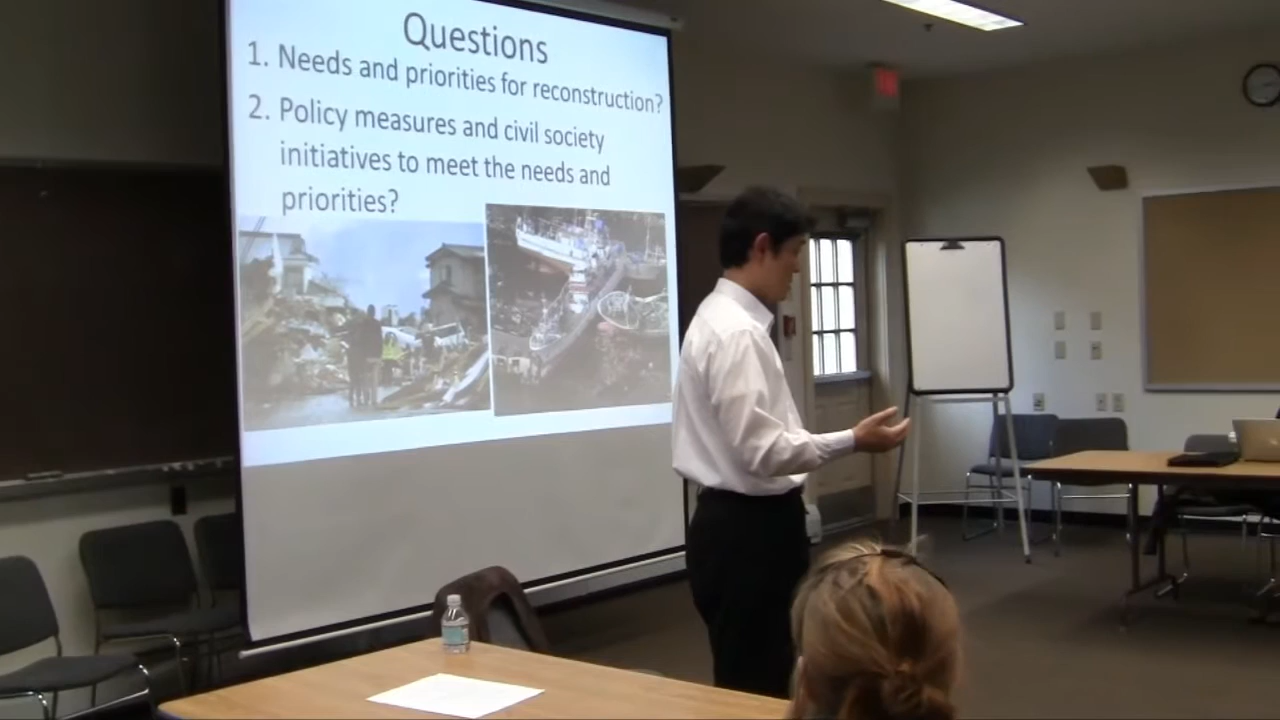 Questions
1. Needs and priorities for reconstruction?
2. Policy measures and civil society
initiatives to meet the needs and
priorities?